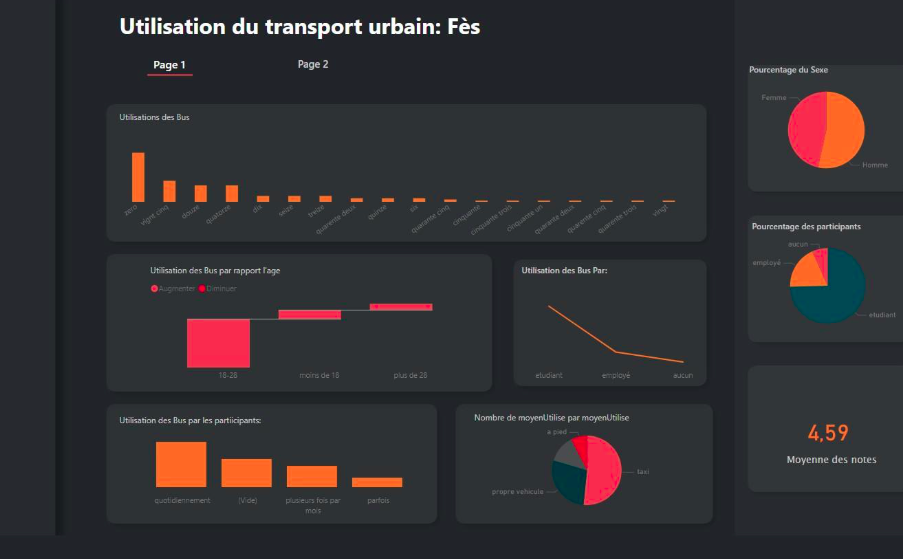 Utilisation du transport urbain: Fès
Page 1
Page 2
Utilisations des Bus
zero
vignt cinq
douze
quatorze
dix
seize
treize
quarente deux
quinze
six
quarante cinq
cinquante
cinquante trois
cinquante un
quarante deux
quarente cinq
quarante trois
vingt
Utilisation des Bus par rapport l'age
Augmenter
Diminuer
18-28
moins de 18
plus de 28
Utilisation des Bus Par:
etudiant
employé
aucun
Utilisation des Bus par les partiicipants:
quotidiennement
(Vide)
plusieurs fois par
mois
parfois
Nombre de moyenUtilise par moyenUtilise
a pied
taxi
propre vehicule
Pourcentage du Sexe
Femme
Homme
Pourcentage des participants
aucun
employé
etudiant
4,59
Moyenne des notes